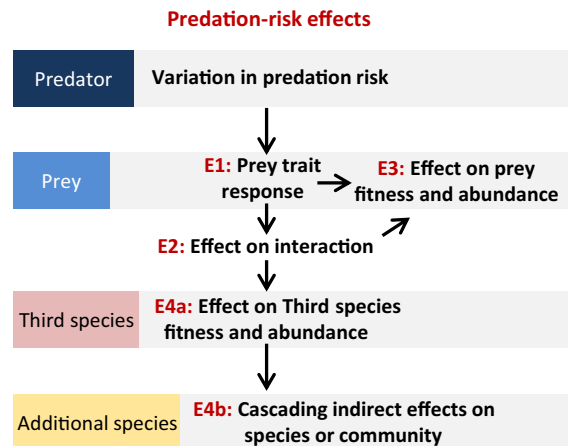 Predation-risk effects
Predator
Variation in predation risk
Prey
E1: Prey trait
response
E3: Effect on prey
fitness and abundance
E2: Effect on interaction
Third species
E4a: Effect on Third species
fitness and abundance
Additional species
E4b: Cascading indirect effects on
species or community